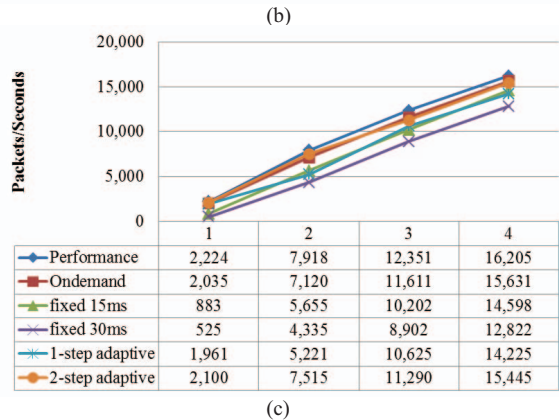 (b)
20,000
15,000
10,000
5,000
0
Packets/Seconds
1 2 3 4
Performance 2,224 7,918 12,351 16,205
Ondemand 2,035 7,120 11,611 15,631
fixed 15ms 883 5,655 10,202 14,598
fixed 30ms 525 4,335 8,902 12,822
1-step adaptive 1,961 5,221 10,625 14,225
2-step adaptive 2,100 7,515 11,290 15,445
(c)